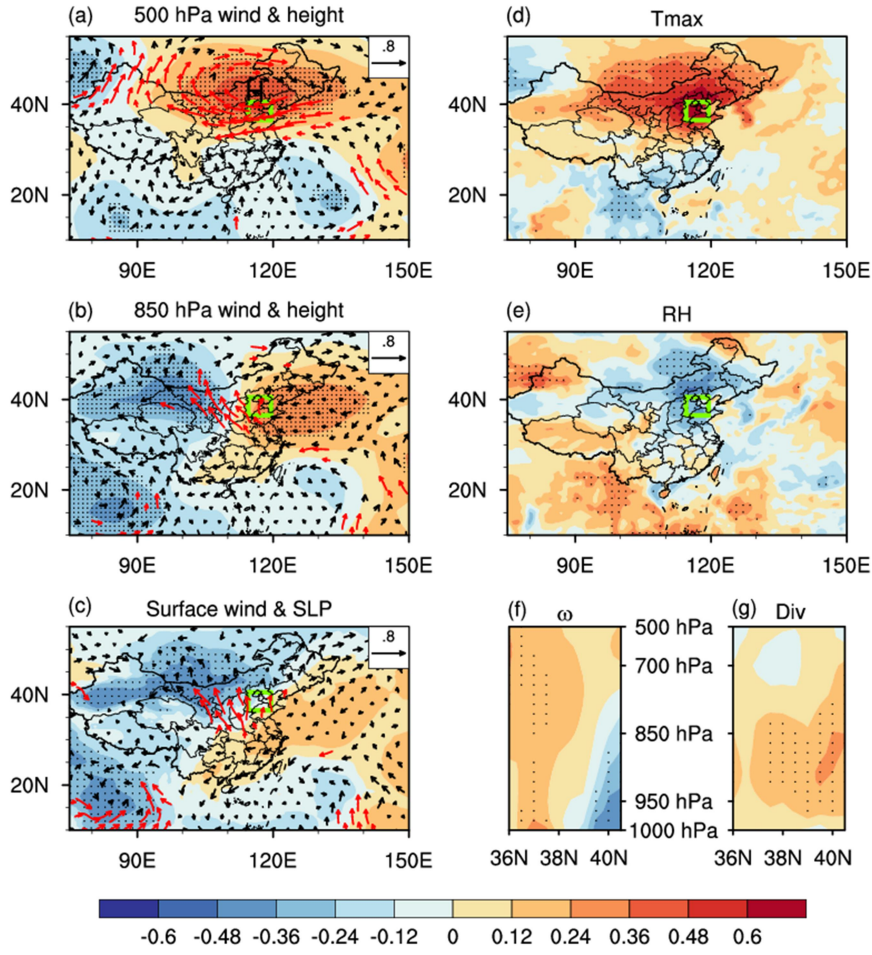 (a) 500 hPa wind & height
.8
H
40N
20N
90E 120E 150E
(d) Tmax
40N
20N
90E 120E 150E
(b) 850 hPa wind & height
.8
40N
20N
90E 120E 150E
(e) RH
40N
20N
90E 120E 150E
(c) Surface wind & SLP
.8
40N
20N
90E 120E 150E
(f) ω
500 hPa
700 hPa
850 hPa
950 hPa
1000 hPa
36N 38N 40N
(g) Div
36N 38N 40N
-0.6 -0.48 -0.36 -0.24 -0.12 0 0.12 0.24 0.36 0.48 0.6